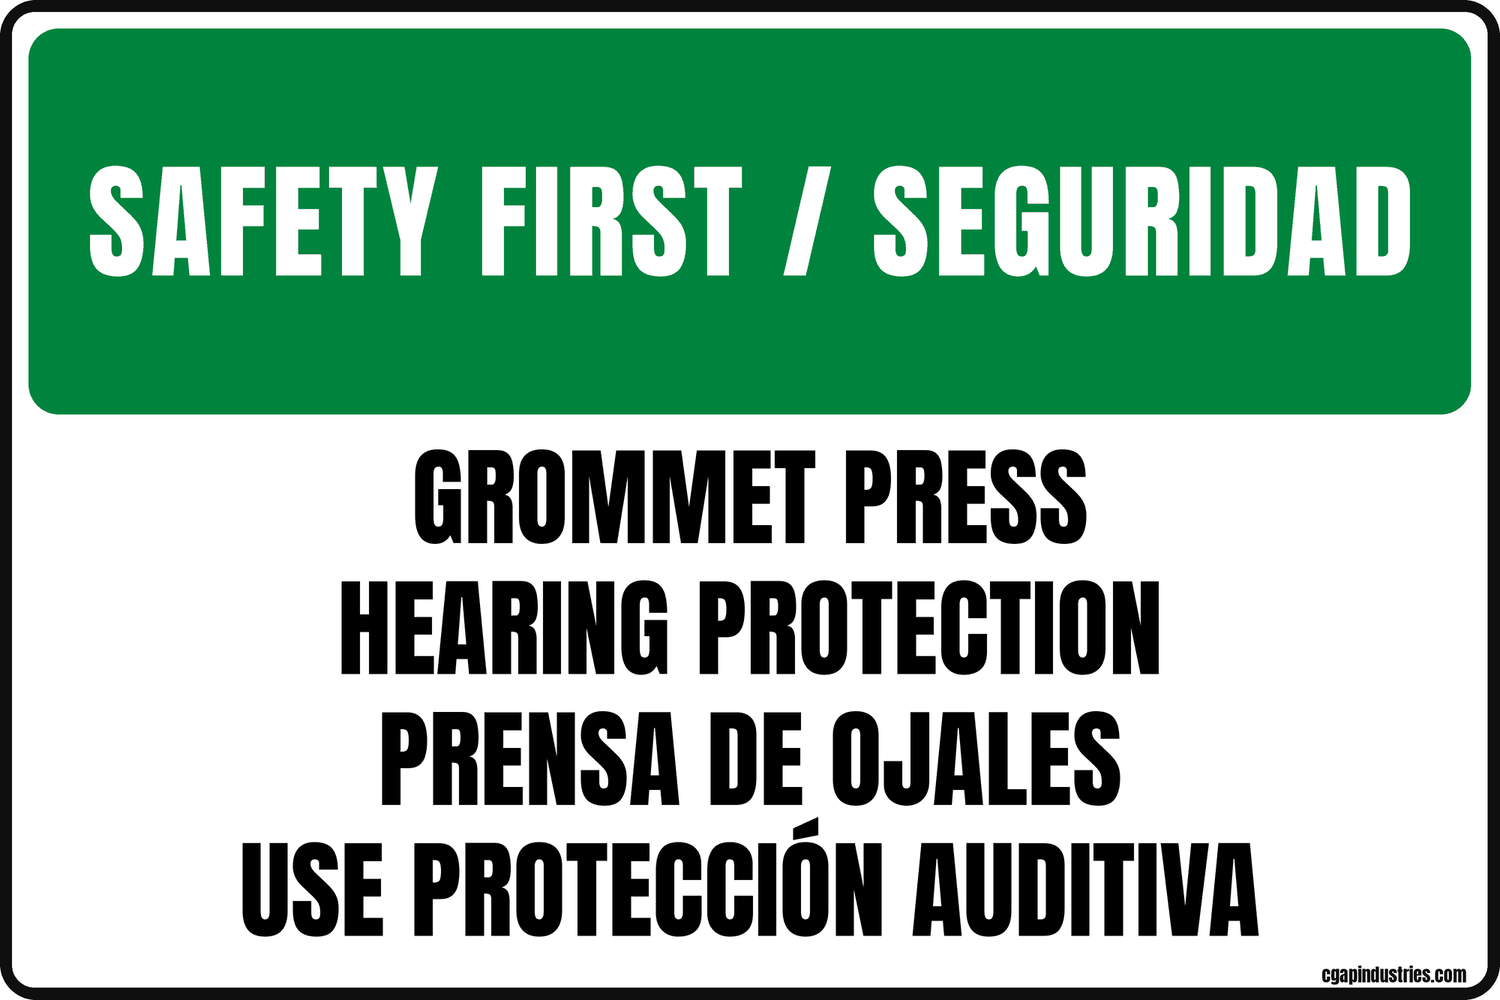 SAFETY FIRST / SEGURIDAD
GROMMET PRESS
HEARING PROTECTION
PRENSA DE OJALES
USE PROTECCIÓN AUDITIVA
cgapindustries.com